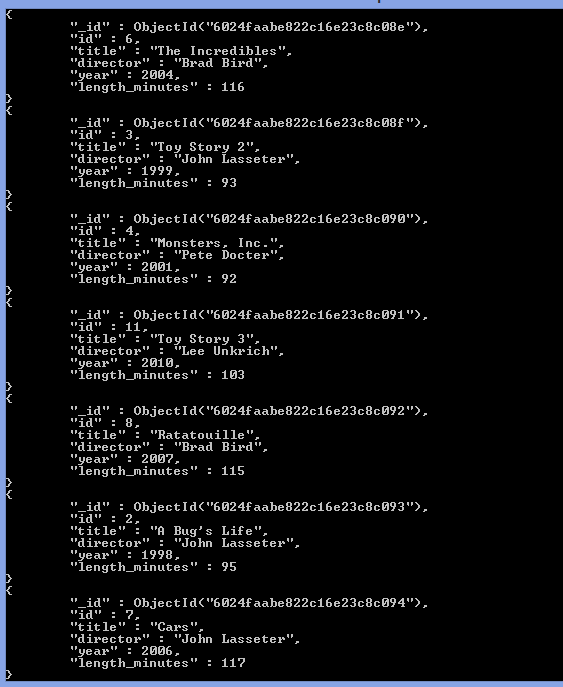 {
"_id" : ObjectId("6024faabe822c16e23c8c08e"),
"id" : 6,
"title" : "The Incredibles",
"director" : "Brad Bird",
"year" : 2004,
"length_minutes" : 116
}
{
"_id" : ObjectId("6024faabe822c16e23c8c08f"),
"id" : 3,
"title" : "Toy Story 2",
"director" : "John Lasseter",
"year" : 1999,
"length_minutes" : 93
}
{
"_id" : ObjectId("6024faabe822c16e23c8c090"),
"id" : 4,
"title" : "Monsters, Inc.",
"director" : "Pete Docter",
"year" : 2001,
"length_minutes" : 92
}
{
"_id" : ObjectId("6024faabe822c16e23c8c091"),
"id" : 11,
"title" : "Toy Story 3",
"director" : "Lee Unkrich",
"year" : 2010,
"length_minutes" : 103
}
{
"_id" : ObjectId("6024faabe822c16e23c8c092"),
"id" : 8,
"title" : "Ratatouille",
"director" : "Brad Bird",
"year" : 2007,
"length_minutes" : 115
}
{
"_id" : ObjectId("6024faabe822c16e23c8c093"),
"id" : 2,
"title" : "A Bug's Life",
"director" : "John Lasseter",
"year" : 1998,
"length_minutes" : 95
}
{
"_id" : ObjectId("6024faabe822c16e23c8c094"),
"id" : 7,
"title" : "Cars",
"director" : "John Lasseter",
"year" : 2006,
"length_minutes" : 117
}